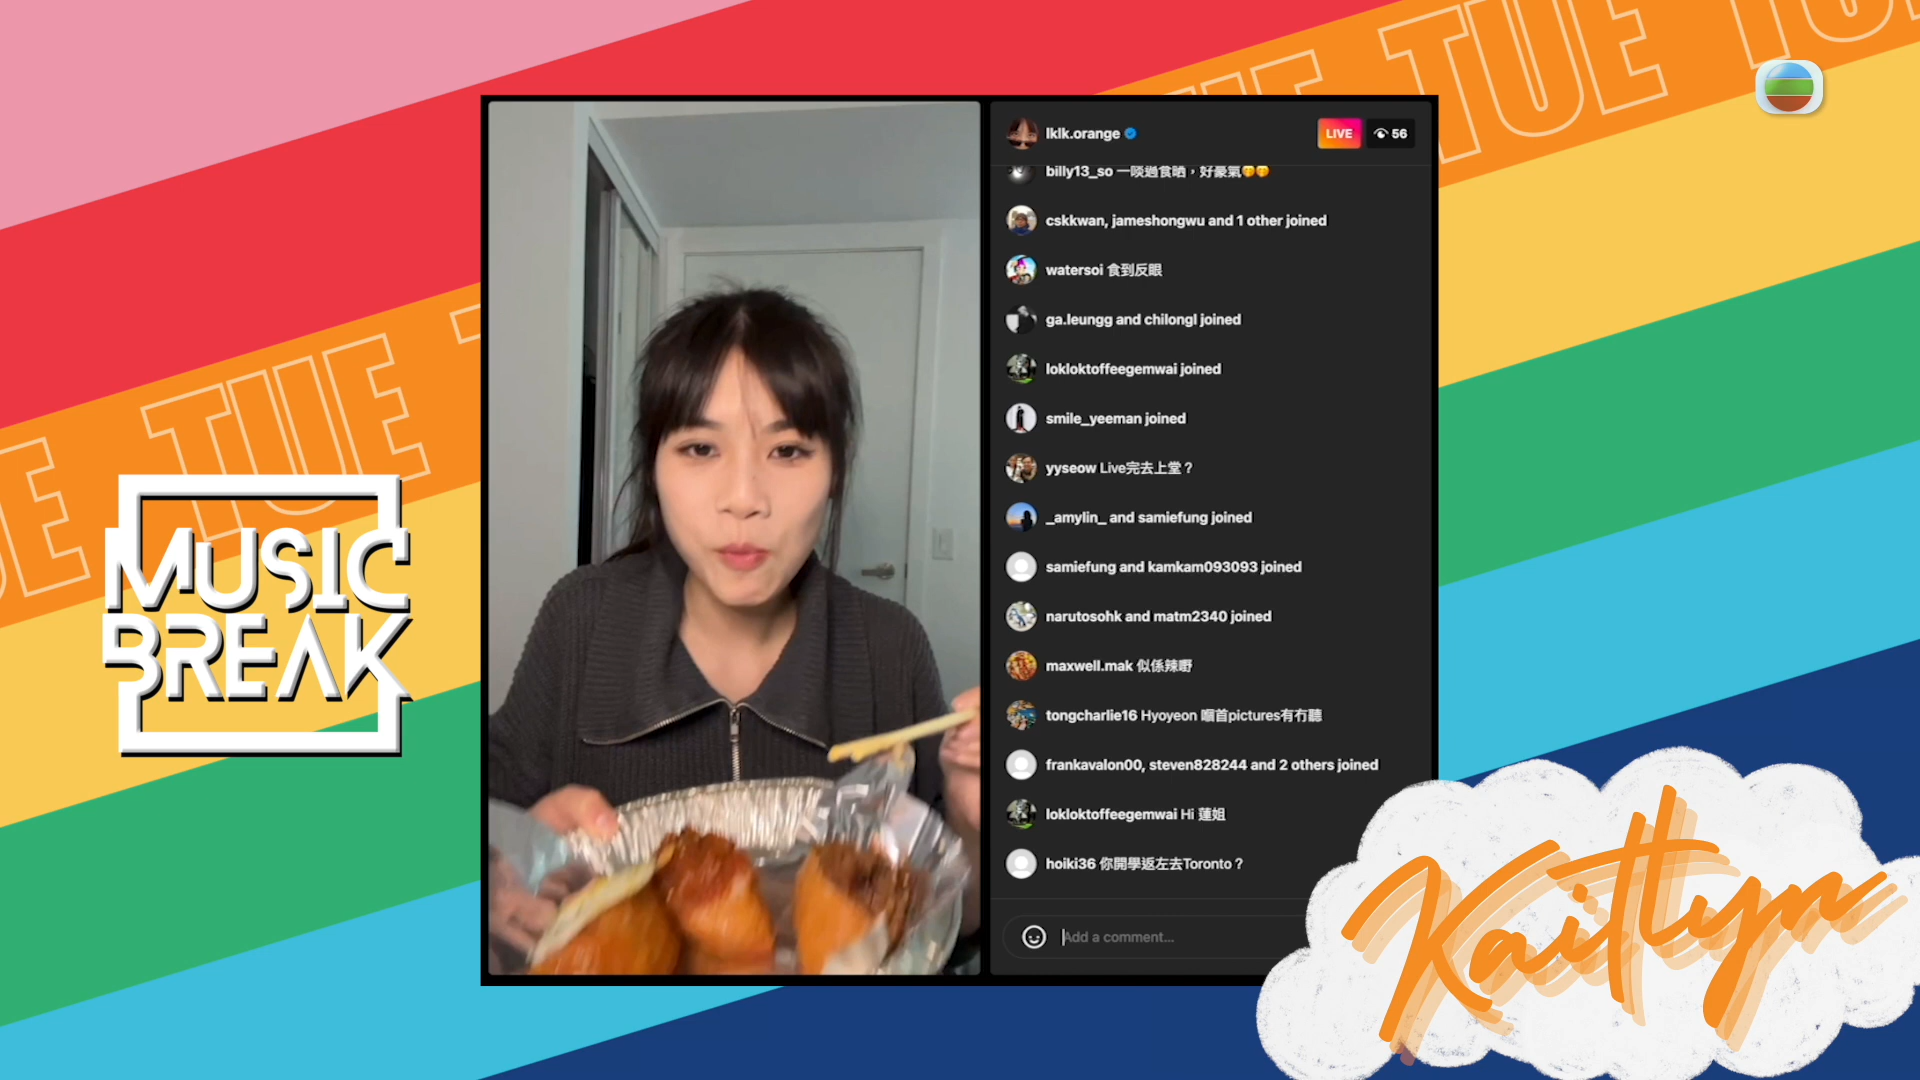 TUE TUE TUE
lklk.orange
LIVE 56
billy13_so 一啖過食晒，好豪氣🤭🤭
cskkwan, jameshongwu and 1 other joined
watersoi 食到反眼
ga.leungg and chilongl joined
lokloktoffeegemwai joined
smile_yeeman joined
yyseow Live完去上堂？
_amylin_ and samiefung joined
samiefung and kamkam093093 joined
narutosohk and matm2340 joined
maxwell.mak 似係辣嘢
tongcharlie16 Hyoyeon 嗰首pictures有冇聽
frankavalon00, steven828244 and 2 others joined
lokloktoffeegemwai Hi 蓮姐
hoiki36 你開學返左去Toronto？
Add a comment...
TUE
MUSIC
BREAK
Kaitlyn